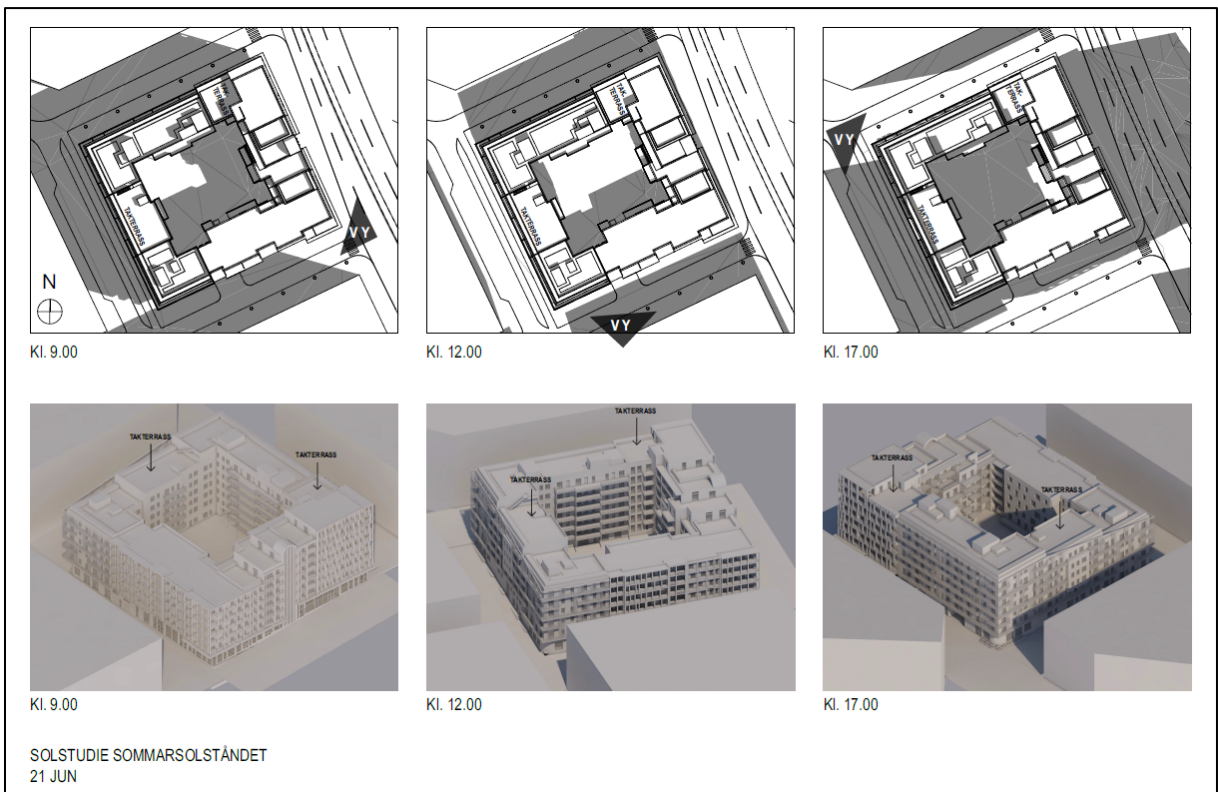 TAK-
TERRASS
TAKTERRASS
VY
N
Kl. 9.00
TAK-
TERRASS
TAKTERRASS
VY
Kl. 12.00
TAK-
TERRASS
TAKTERRASS
VY
Kl. 17.00
TAKTERRASS
TAKTERRASS
Kl. 9.00
TAKTERRASS
TAKTERRASS
Kl. 12.00
TAKTERRASS
TAKTERRASS
Kl. 17.00
SOLSTUDIE SOMMARSOLSTÅNDET
21 JUN